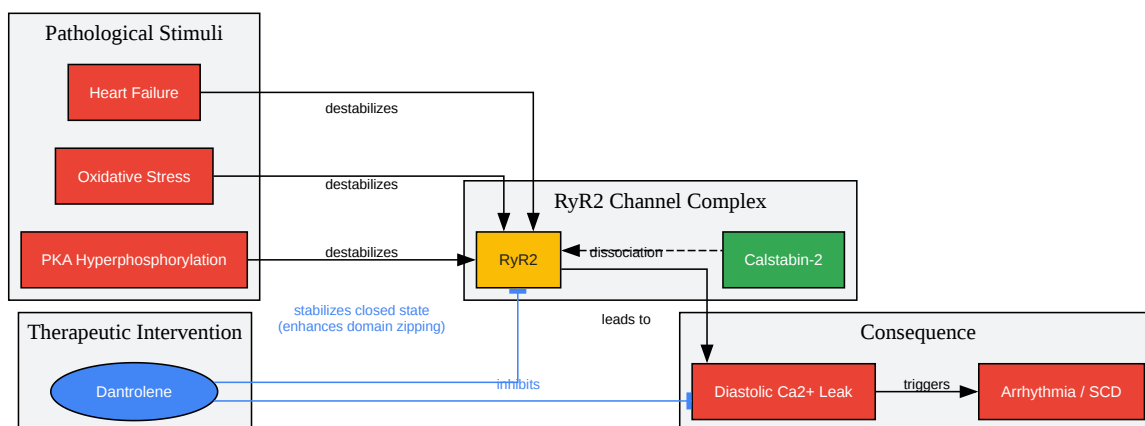 Pathological Stimuli
Heart Failure
destabilizes
Oxidative Stress
destabilizes
RyR2 Channel Complex
PKA Hyperphosphorylation
destabilizes
RyR2
dissociation
Calstabin-2
stabilizes closed state
(enhances domain zipping)
leads to
Therapeutic Intervention
Consequence
Dantrolene
inhibits
Diastolic Ca2+ Leak
triggers
Arrhythmia / SCD